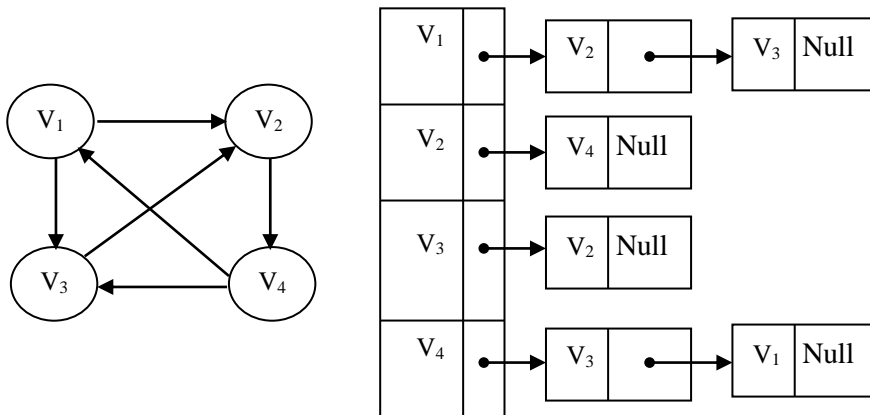 V₁ V₂
V₃ V₄
V₁ V₂ V₃ Null
V₂ V₄ Null
V₃ V₂ Null
V₄ V₃ V₁ Null